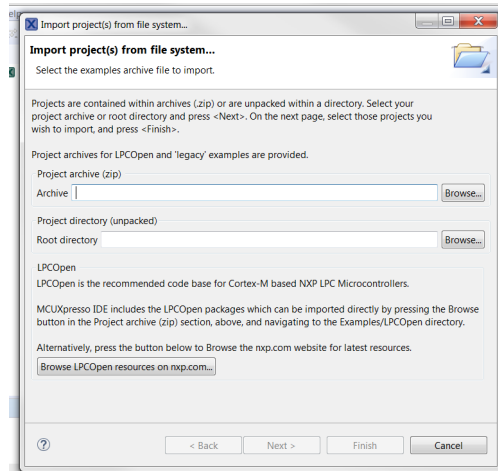 Import project(s) from file system...
Import project(s) from file system...
Select the examples archive file to import.
Projects are contained within archives (.zip) or are unpacked within a directory. Select your
project archive or root directory and press <Next>. On the next page, select those projects you
wish to import, and press <Finish>.
Project archives for LPCOpen and 'legacy' examples are provided.
Project archive (zip)
Archive
Browse...
Project directory (unpacked)
Root directory
Browse...
LPCOpen
LPCOpen is the recommended code base for Cortex-M based NXP LPC Microcontrollers.
MCUXpresso IDE includes the LPCOpen packages which can be imported directly by pressing the Browse
button in the Project archive (zip) section, above, and navigating to the Examples/LPCOpen directory.
Alternatively, press the button below to Browse the nxp.com website for latest resources.
Browse LPCOpen resources on nxp.com...
< Back
Next >
Finish
Cancel